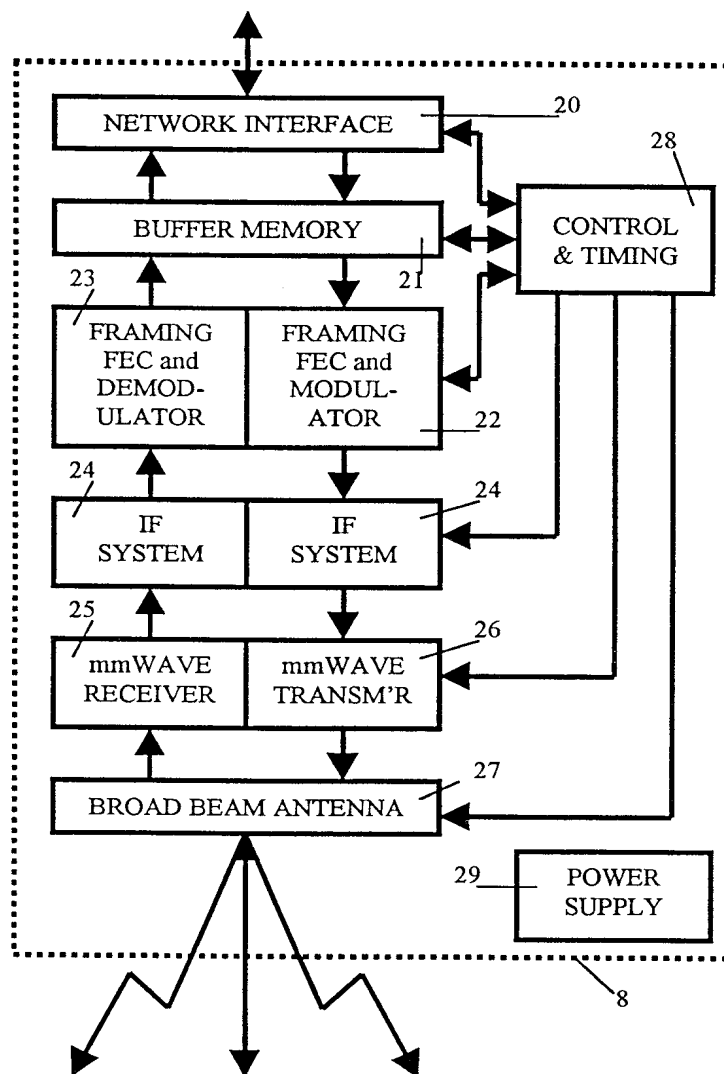 NETWORK INTERFACE
20
28
BUFFER MEMORY
21
CONTROL
& TIMING
23
FRAMING
FEC and
DEMOD-
ULATOR
FRAMING
FEC and
MODUL-
ATOR
22
24
IF
SYSTEM
24
IF
SYSTEM
25
mmWAVE
RECEIVER
26
mmWAVE
TRANSM'R
27
BROAD BEAM ANTENNA
29
POWER
SUPPLY
8